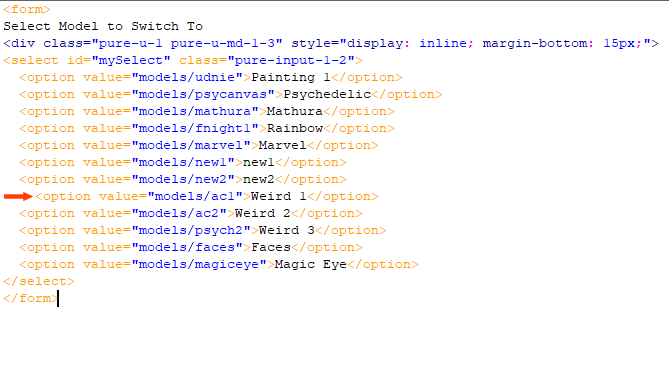 <form>
Select Model to Switch To
<div class="pure-u-1 pure-u-md-1-3" style="display: inline; margin-bottom: 15px;">
<select id="mySelect" class="pure-input-1-2">
  <option value="models/udnie">Painting 1</option>
  <option value="models/psycanvas">Psychedelic</option>
  <option value="models/mathura">Mathura</option>
  <option value="models/fnight1">Rainbow</option>
  <option value="models/marvel">Marvel</option>
  <option value="models/new1">new1</option>
  <option value="models/new2">new2</option>
    <option value="models/ac1">Weird 1</option>
  <option value="models/ac2">Weird 2</option>
  <option value="models/psych2">Weird 3</option>
  <option value="models/faces">Faces</option>
  <option value="models/magiceye">Magic Eye</option>
</select>
</form>